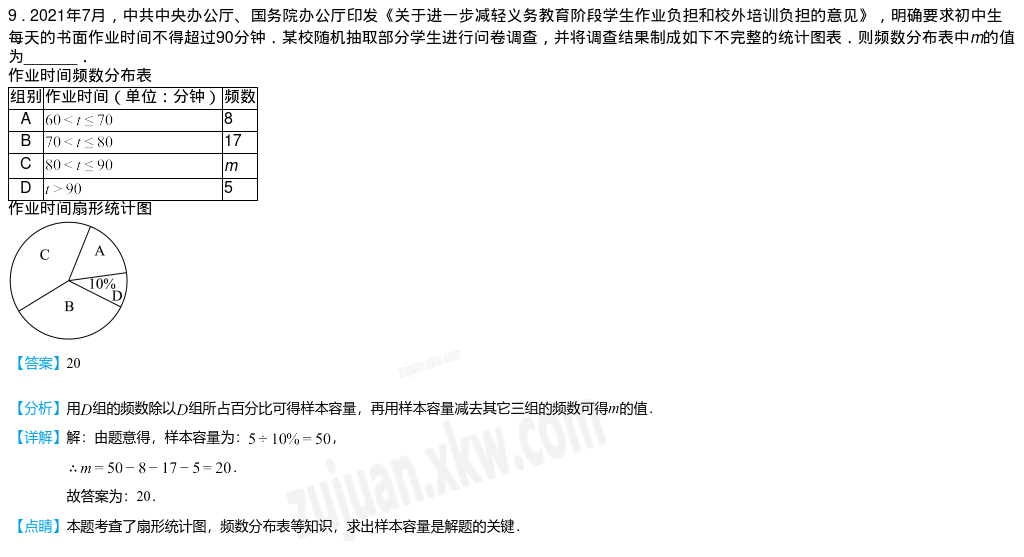 9．2021年7月，中共中央办公厅、国务院办公厅印发《关于进一步减轻义务教育阶段学生作业负担和校外培训负担的意见》，明确要求初中生
每天的书面作业时间不得超过90分钟．某校随机抽取部分学生进行问卷调查，并将调查结果制成如下不完整的统计图表．则频数分布表中m的值
为______．
作业时间频数分布表
组别 作业时间（单位：分钟） 频数
A 60 < t ≤ 70 8
B 70 < t ≤ 80 17
C 80 < t ≤ 90 m
D t > 90 5
作业时间扇形统计图
C A
10%
D
B
【答案】20
【分析】用D组的频数除以D组所占百分比可得样本容量，再用样本容量减去其它三组的频数可得m的值．
【详解】解：由题意得，样本容量为：5 ÷ 10% = 50，
∴ m = 50 − 8 − 17 − 5 = 20．
故答案为：20．
【点睛】本题考查了扇形统计图，频数分布表等知识，求出样本容量是解题的关键．
zujuan.xkw.com
zujuan.xkw.com